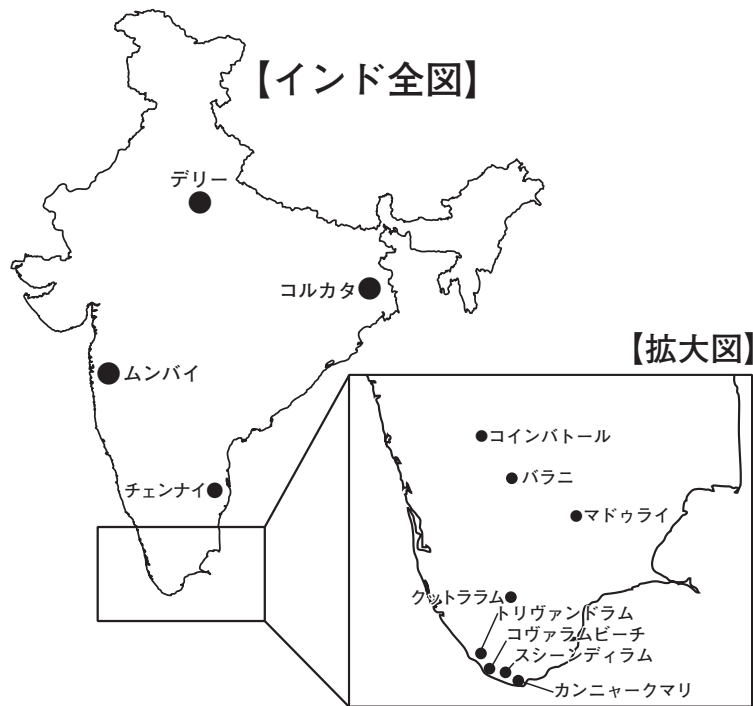 【インド全図】
デリー
コルカタ
ムンバイ
チェンナイ
【拡大図】
コインバトール
バラニ
マドゥライ
クットララム
トリヴァンドラム
コヴァラムビーチ
スシーンディラム
カンニャークマリ